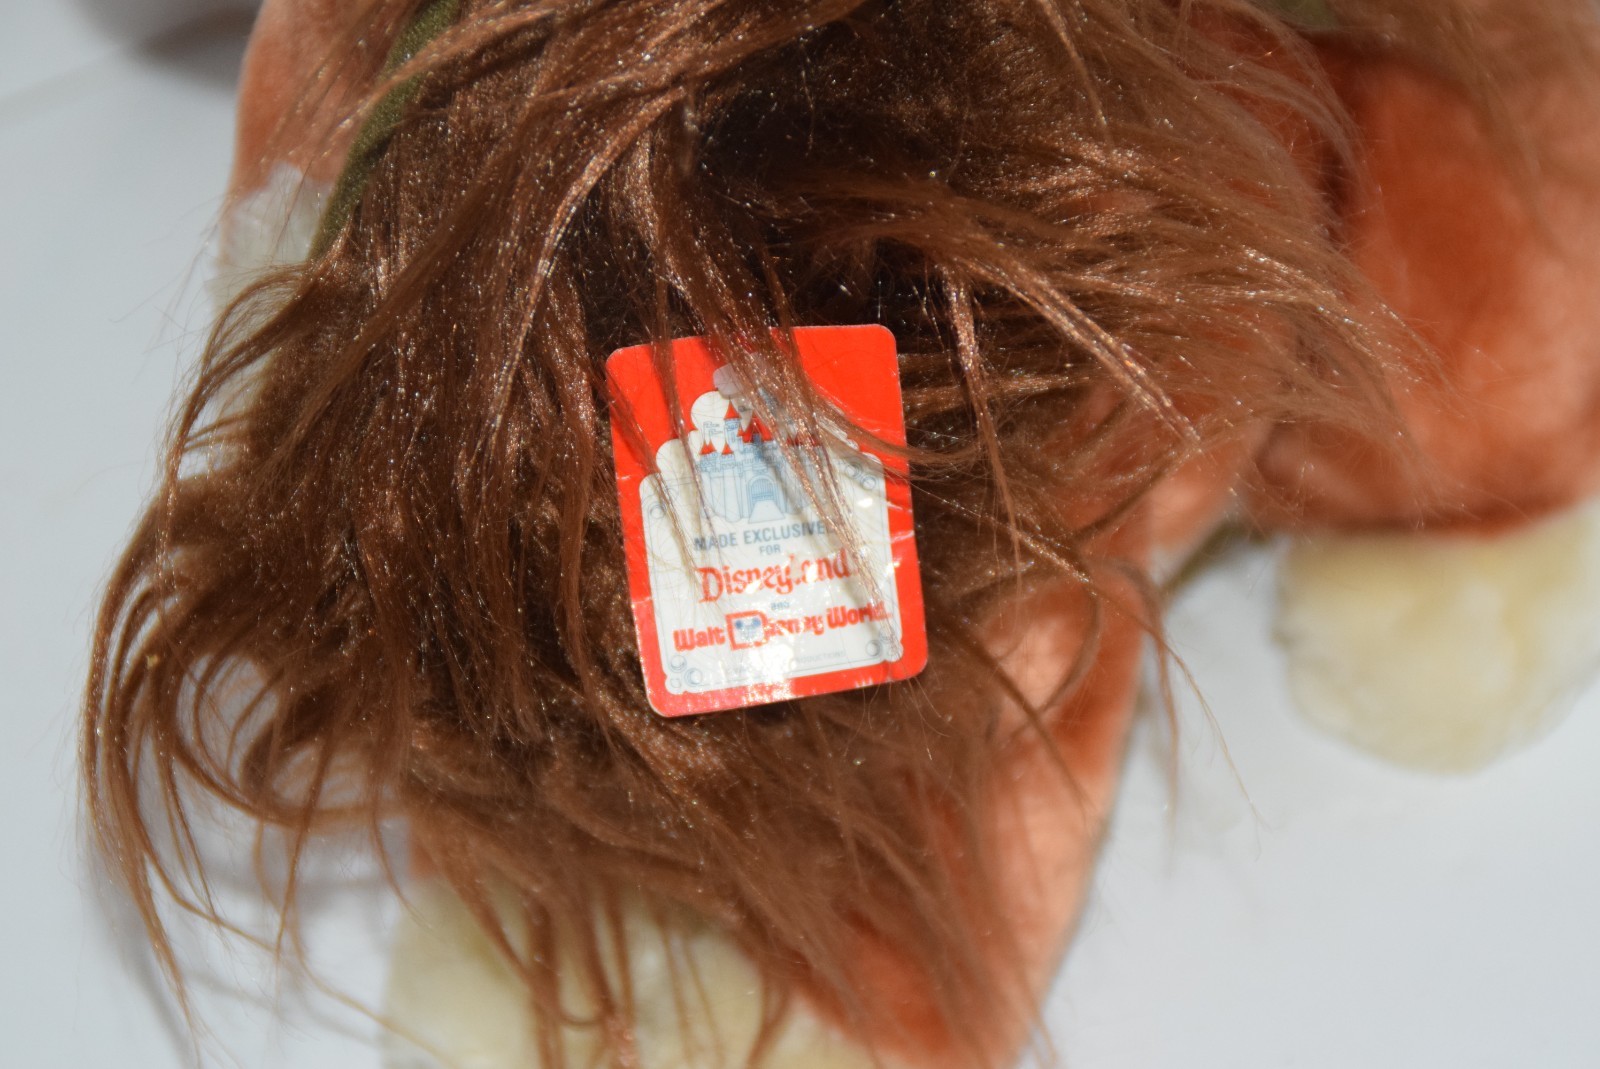 MADE EXCLUSIVELY
FOR
Disneyland
AND
Walt Disney World.